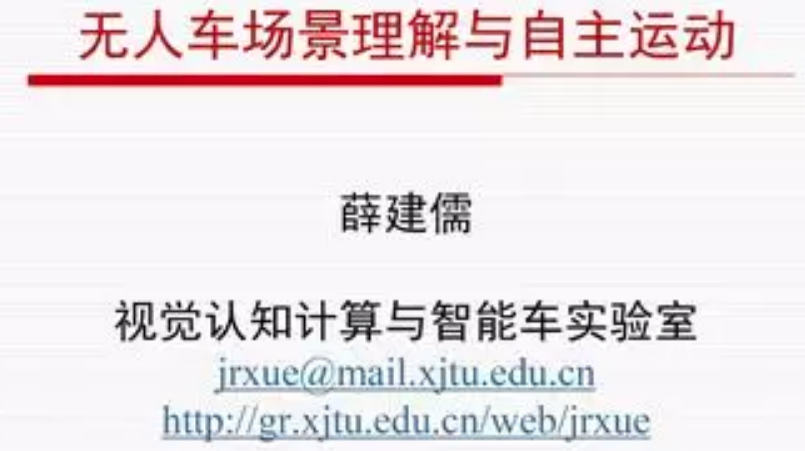 无人车场景理解与自主运动
薛建儒
视觉认知计算与智能车实验室
jrxue@mail.xjtu.edu.cn
http://gr.xjtu.edu.cn/web/jrxue